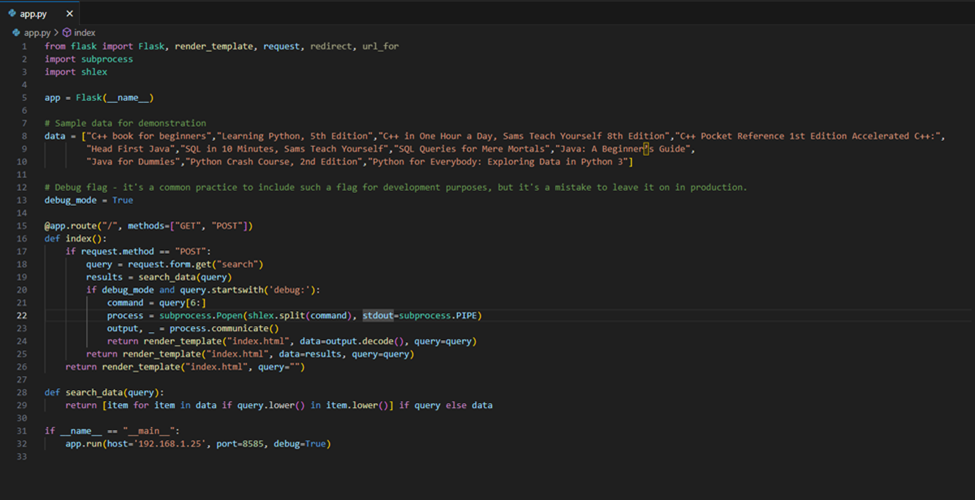 app.py ×
app.py > index
1 from flask import Flask, render_template, request, redirect, url_for
2 import subprocess
3 import shlex
4
5 app = Flask(__name__)
6
7 # Sample data for demonstration
8 data = ["C++ book for beginners","Learning Python, 5th Edition","C++ in One Hour a Day, Sams Teach Yourself 8th Edition","C++ Pocket Reference 1st Edition Accelerated C++:",
9 "Head First Java","SQL in 10 Minutes, Sams Teach Yourself","SQL Queries for Mere Mortals","Java: A Beginner’s Guide",
10 "Java for Dummies","Python Crash Course, 2nd Edition","Python for Everybody: Exploring Data in Python 3"]
11
12 # Debug flag - it's a common practice to include such a flag for development purposes, but it's a mistake to leave it on in production.
13 debug_mode = True
14
15 @app.route("/", methods=["GET", "POST"])
16 def index():
17     if request.method == "POST":
18         query = request.form.get("search")
19         results = search_data(query)
20         if debug_mode and query.startswith('debug:'):
21             command = query[6:]
22             process = subprocess.Popen(shlex.split(command), stdout=subprocess.PIPE)
23             output, _ = process.communicate()
24             return render_template("index.html", data=output.decode(), query=query)
25         return render_template("index.html", data=results, query=query)
26     return render_template("index.html", query="")
27
28 def search_data(query):
29     return [item for item in data if query.lower() in item.lower()] if query else data
30
31 if __name__ == "__main__":
32     app.run(host='192.168.1.25', port=8585, debug=True)
33